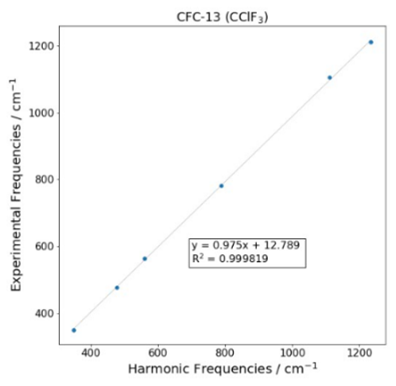 CFC-13 (CClF₃)
Experimental Frequencies / cm⁻¹
1200
1000
800
600
400
y = 0.975x + 12.789
R² = 0.999819
400 600 800 1000 1200
Harmonic Frequencies / cm⁻¹